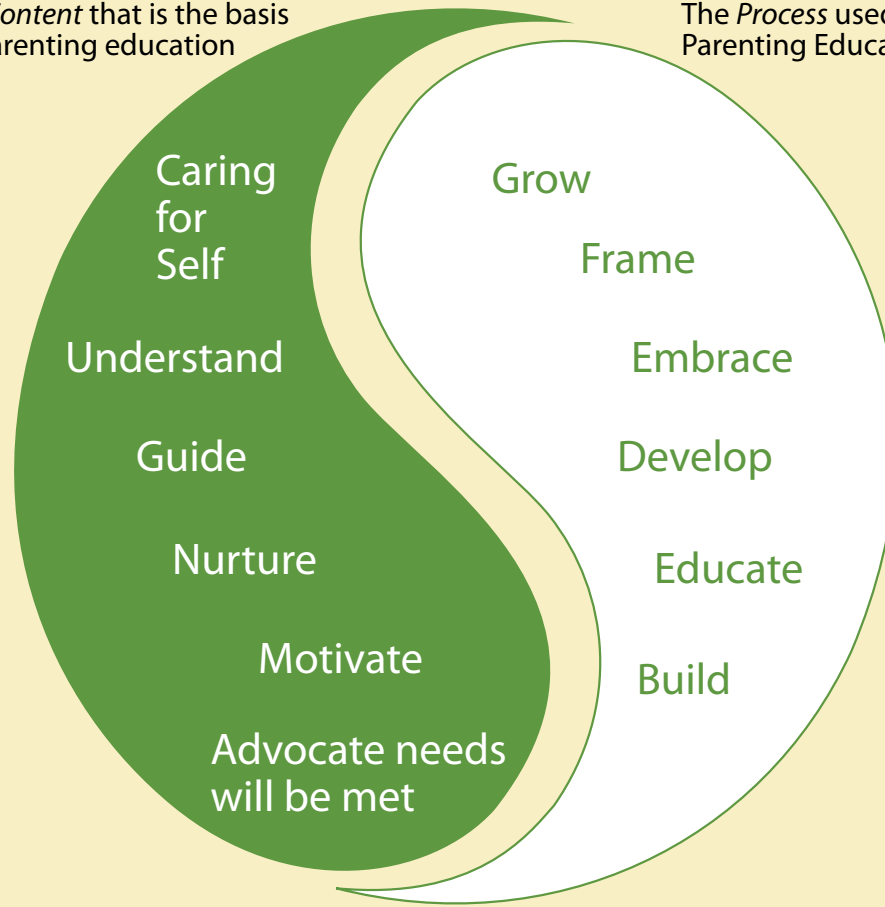 ontent that is the basis
arenting education
The Process used
Parenting Educa
Caring
for
Self
Understand
Guide
Nurture
Motivate
Advocate needs
will be met
Grow
Frame
Embrace
Develop
Educate
Build